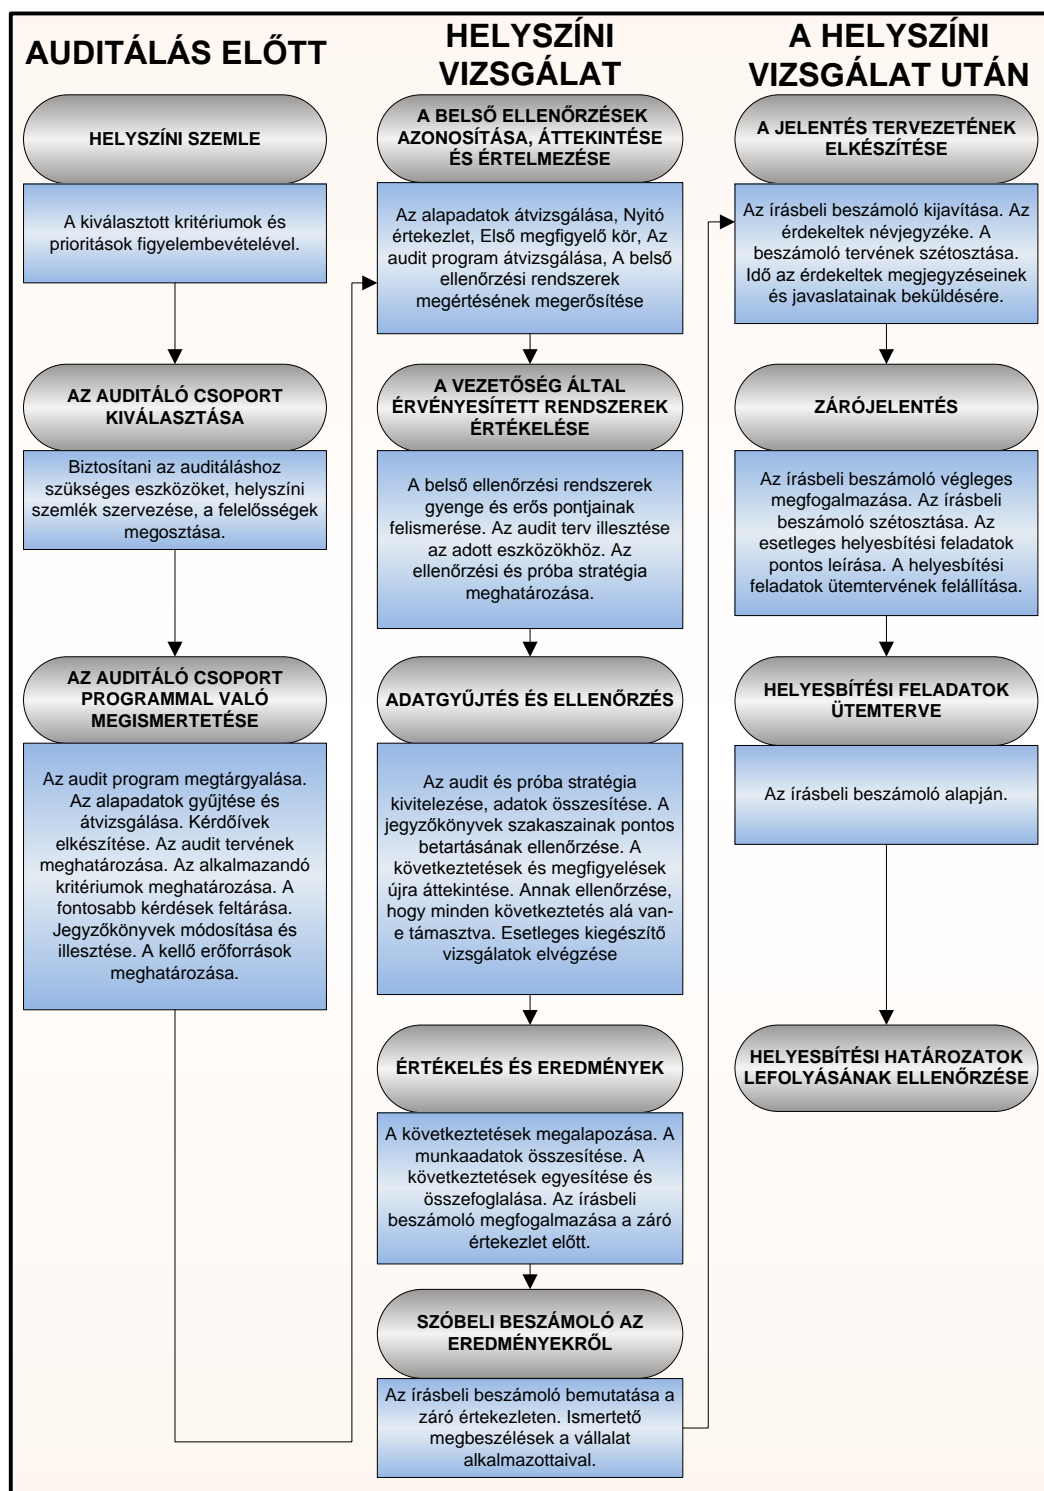 AUDITÁLÁS ELŐTT
HELYSZÍNI SZEMLE
A kiválasztott kritériumok és
prioritások figyelembevételével.
AZ AUDITÁLÓ CSOPORT
KIVÁLASZTÁSA
Biztosítani az auditáláshoz
szükséges eszközöket, helyszíni
szemlék szervezése, a felelősségek
megosztása.
AZ AUDITÁLÓ CSOPORT
PROGRAMMAL VALÓ
MEGISMERTETÉSE
Az audit program megtárgyalása.
Az alapadatok gyűjtése és
átvizsgálása. Kérdőívek
elkészítése. Az audit tervének
meghatározása. Az alkalmazandó
kritériumok meghatározása. A
fontosabb kérdések feltárása.
Jegyzőkönyvek módosítása és
illesztése. A kellő erőforrások
meghatározása.
HELYSZÍNI
VIZSGÁLAT
A BELSŐ ELLENŐRZÉSEK
AZONOSÍTÁSA, ÁTTEKINTÉSE
ÉS ÉRTELMEZÉSE
Az alapadatok átvizsgálása, Nyitó
értekezlet, Első megfigyelő kör, Az
audit program átvizsgálása, A belső
ellenőrzési rendszerek
megértésének megerősítése
A VEZETŐSÉG ÁLTAL
ÉRVÉNYESÍTETT RENDSZEREK
ÉRTÉKELÉSE
A belső ellenőrzési rendszerek
gyenge és erős pontjainak
felismerése. Az audit terv illesztése
az adott eszközökhöz. Az
ellenőrzési és próba stratégia
meghatározása.
ADATGYŰJTÉS ÉS ELLENŐRZÉS
Az audit és próba stratégia
kivitelezése, adatok összesítése. A
jegyzőkönyvek szakaszainak pontos
betartásának ellenőrzése. A
következtetések és megfigyelések
újra áttekintése. Annak ellenőrzése,
hogy minden következtetés alá van-
e támasztva. Esetleges kiegészítő
vizsgálatok elvégzése
ÉRTÉKELÉS ÉS EREDMÉNYEK
A következtetések megalapozása. A
munkaadatok összesítése. A
következtetések egyesítése és
összefoglalása. Az írásbeli
beszámoló megfogalmazása a záró
értekezlet előtt.
SZÓBELI BESZÁMOLÓ AZ
EREDMÉNYEKRŐL
Az írásbeli beszámoló bemutatása a
záró értekezleten. Ismertető
megbeszélések a vállalat
alkalmazottaival.
A HELYSZÍNI
VIZSGÁLAT UTÁN
A JELENTÉS TERVEZETÉNEK
ELKÉSZÍTÉSE
Az írásbeli beszámoló kijavítása. Az
érdekeltek névjegyzéke. A
beszámoló tervének szétosztása.
Idő az érdekeltek megjegyzéseinek
és javaslatainak beküldésére.
ZÁRÓJELENTÉS
Az írásbeli beszámoló végleges
megfogalmazása. Az írásbeli
beszámoló szétosztása. Az
esetleges helyesbítési feladatok
pontos leírása. A helyesbítési
feladatok ütemtervének felállítása.
HELYESBÍTÉSI FELADATOK
ÜTEMTERVE
Az írásbeli beszámoló alapján.
HELYESBÍTÉSI HATÁROZATOK
LEFOLYÁSÁNAK ELLENŐRZÉSE